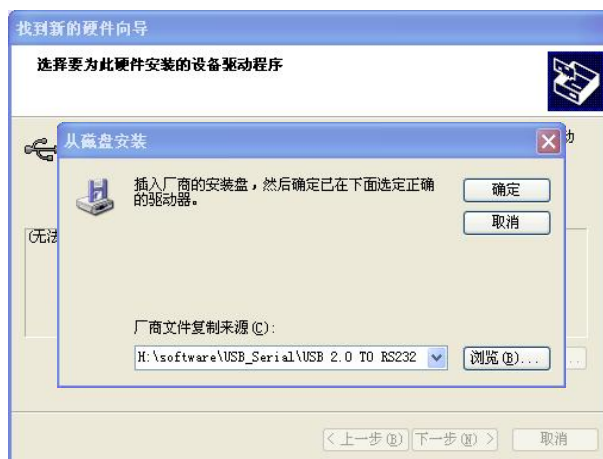 找到新的硬件向导
选择要为此硬件安装的设备驱动程序
动
从磁盘安装
插入厂商的安装盘,然后确定已在下面选定正确
的驱动器。
确定
取消
(无法
厂商文件复制来源(C):
H:\software\USB_Serial\USB 2.0 TO RS232
浏览(B)...
...
<上一步(B)
下一步(N)>
取消